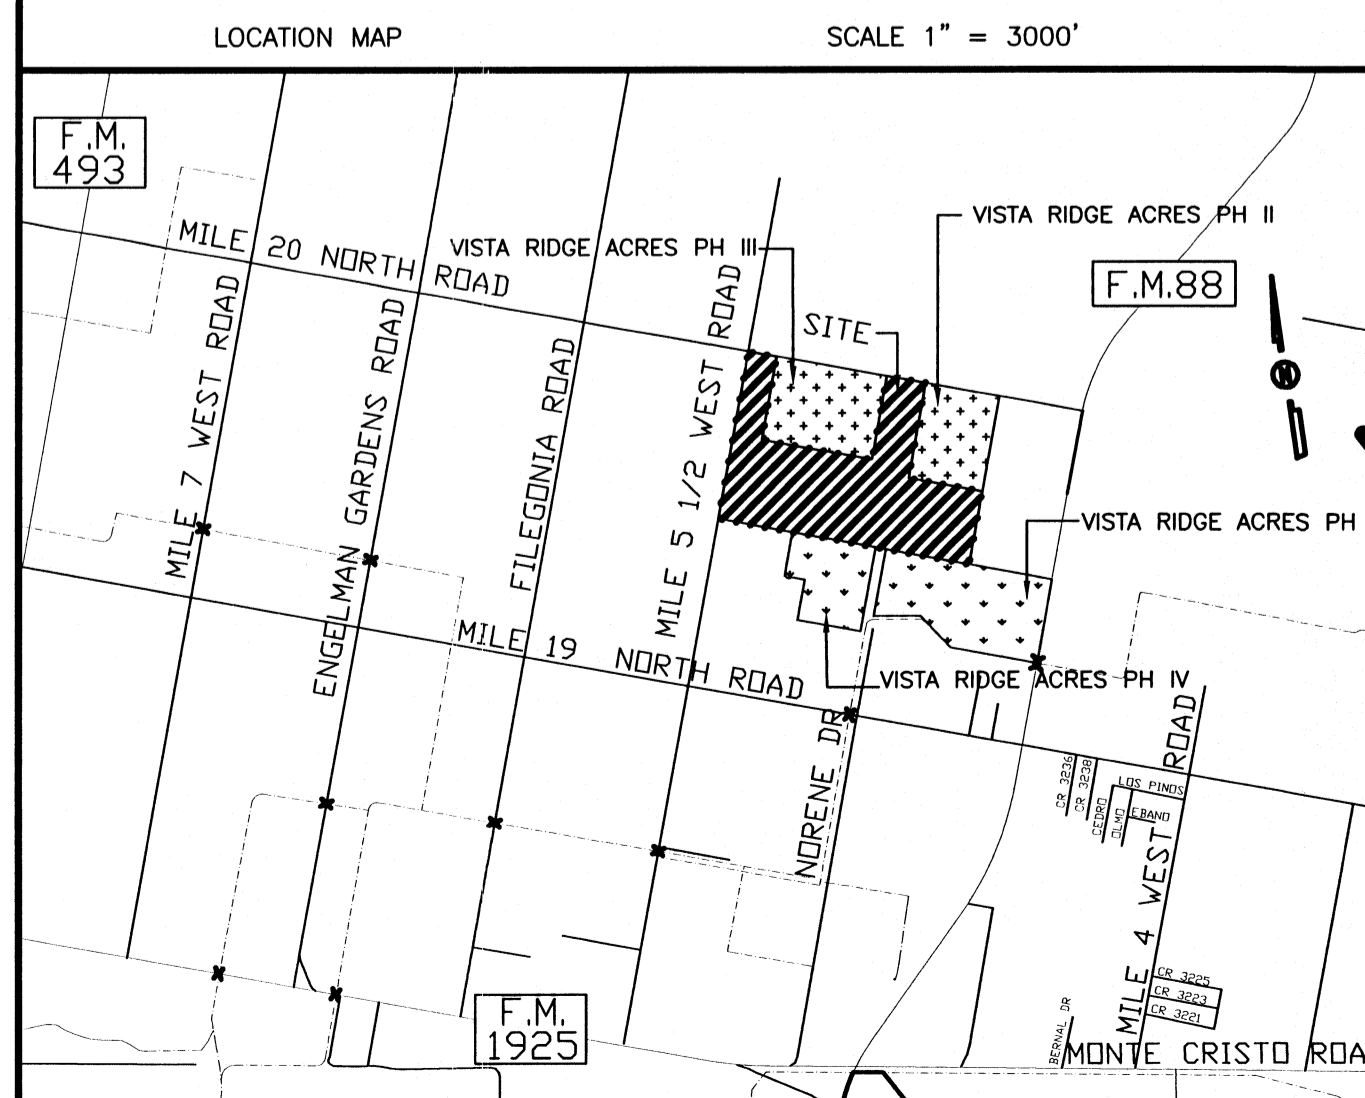 LOCATION MAP
SCALE 1" = 3000'
F.M.
493
VISTA RIDGE ACRES PH II
MILE 20 NORTH ROAD
VISTA RIDGE ACRES PH III
F.M.88
SITE
N
MILE 7 WEST ROAD
ENGELMAN GARDENS ROAD
FILEGONIA ROAD
MILE 5 1/2 WEST ROAD
VISTA RIDGE ACRES PH
MILE 19 NORTH ROAD
VISTA RIDGE ACRES PH IV
NORENE DR
CR 3236
CR 3238
CEDRO
OLMO
LOS PINOS
EBANO
MILE 4 WEST ROAD
CR 3225
CR 3223
CR 3221
BERNAL DR
F.M.
1925
MONTE CRISTO ROA